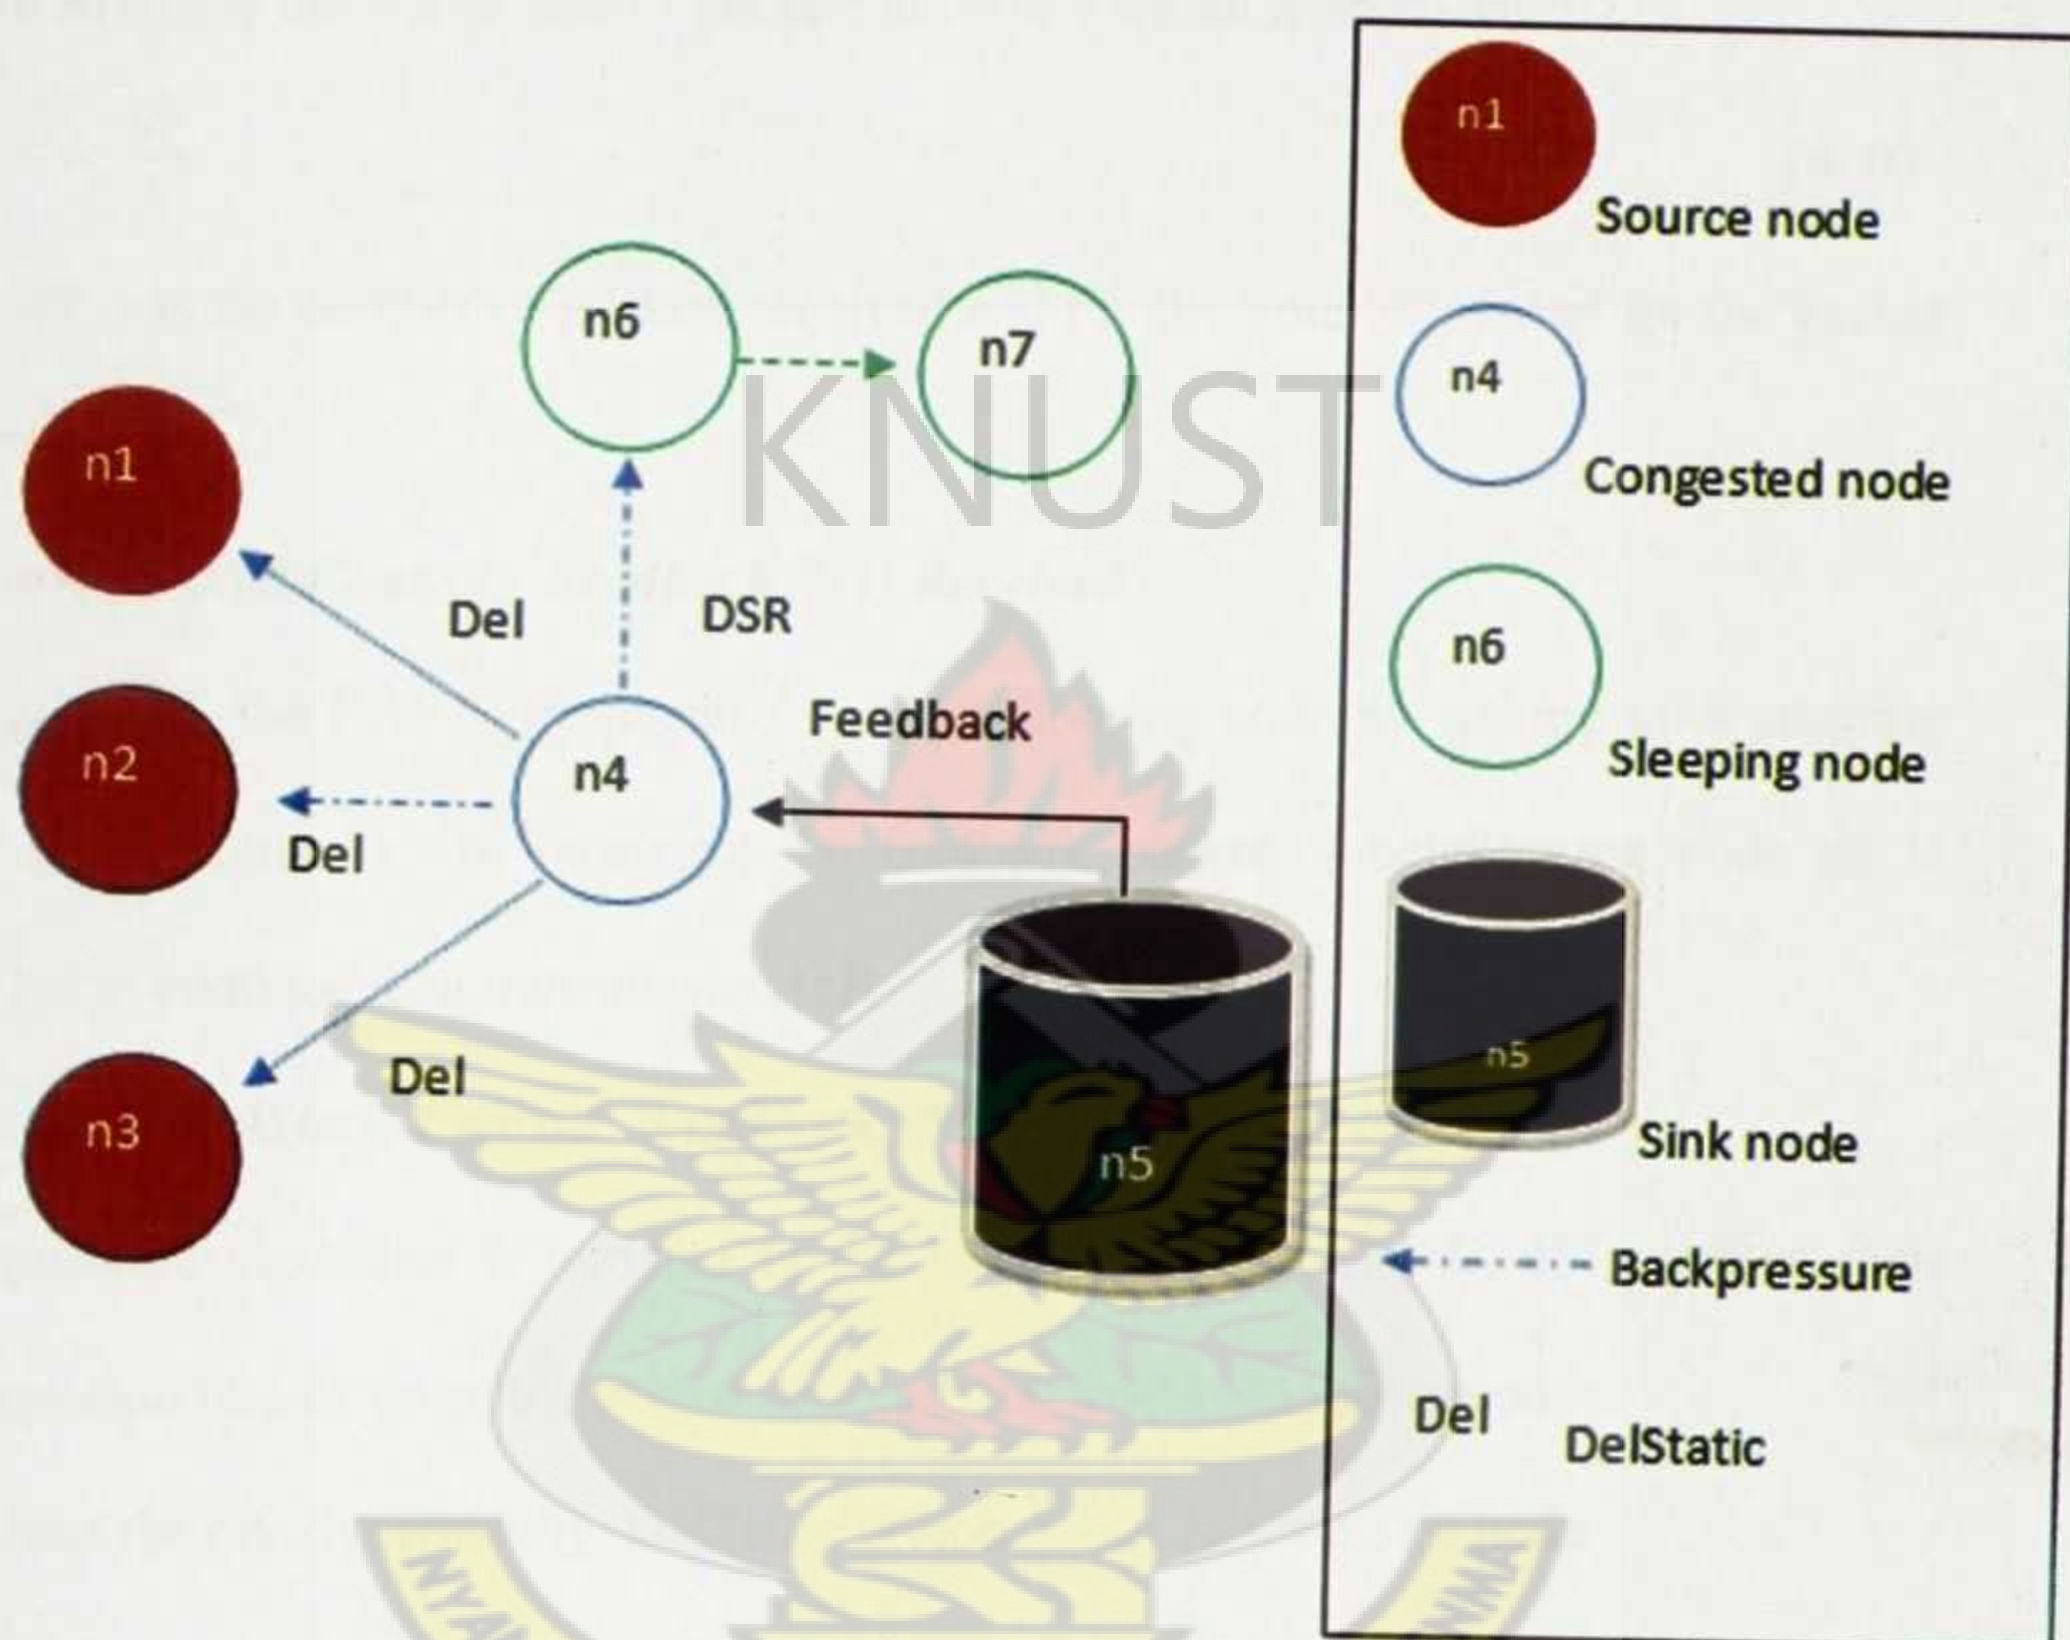 n1
Source node
n6
n7
n4
KNUST
n1
Congested node
Del
DSR
n6
Feedback
n2
n4
Sleeping node
Del
n5
Del
n3
n5
Sink node
Backpressure
Del
DelStatic